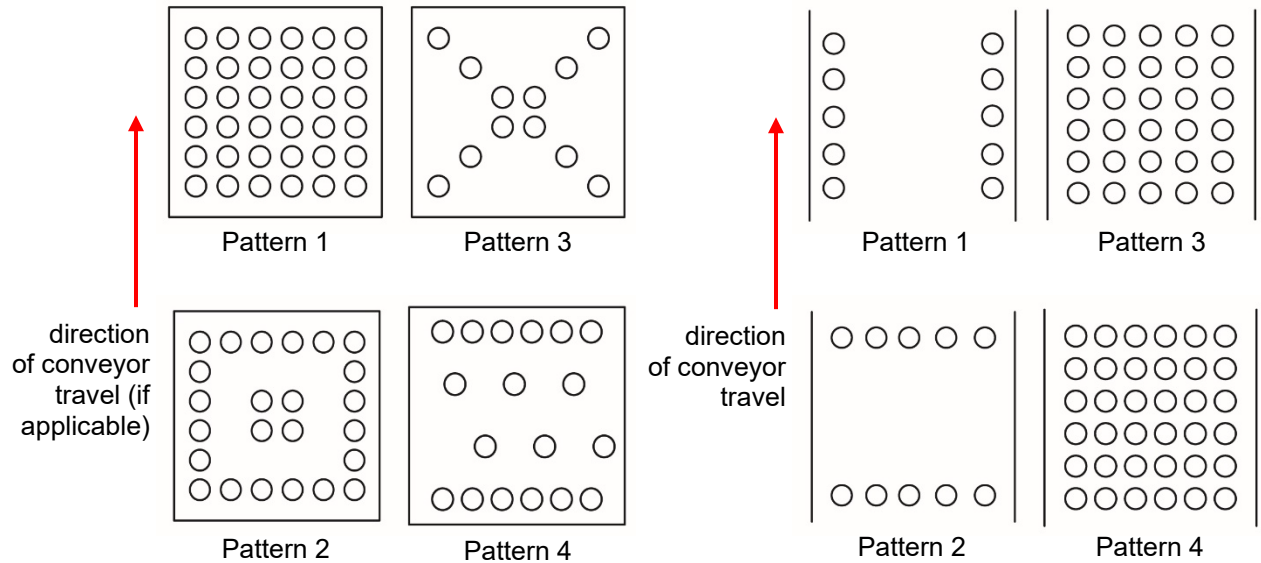 Pattern 1
Pattern 3
direction
of conveyor
travel (if
applicable)
Pattern 2
Pattern 4
Pattern 1
Pattern 3
direction
of conveyor
travel
Pattern 2
Pattern 4